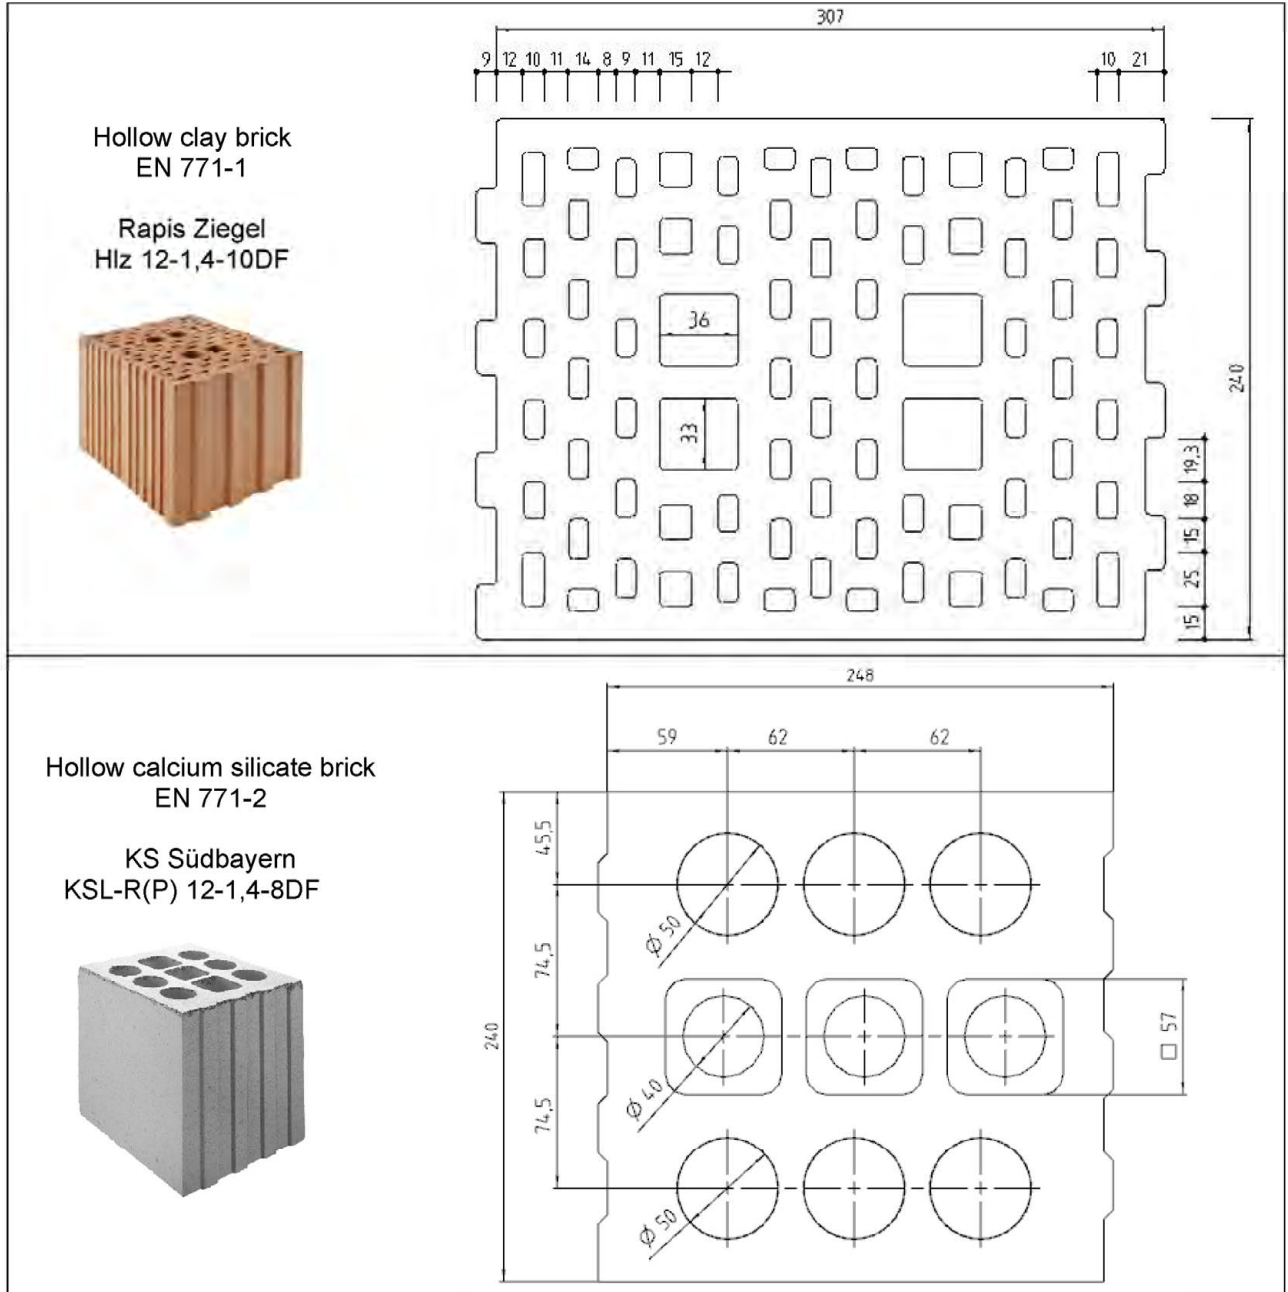 307
9 12 10 11 14 8 9 11 15 12 10 21
Hollow clay brick
EN 771-1
Rapis Ziegel
Hlz 12-1,4-10DF
36
33
240
19,3
18
15
25
15
248
59 62 62
Hollow calcium silicate brick
EN 771-2
KS Südbayern
KSL-R(P) 12-1,4-8DF
45,5
Ø 50
74,5
240
□ 57
Ø 40
74,5
Ø 50